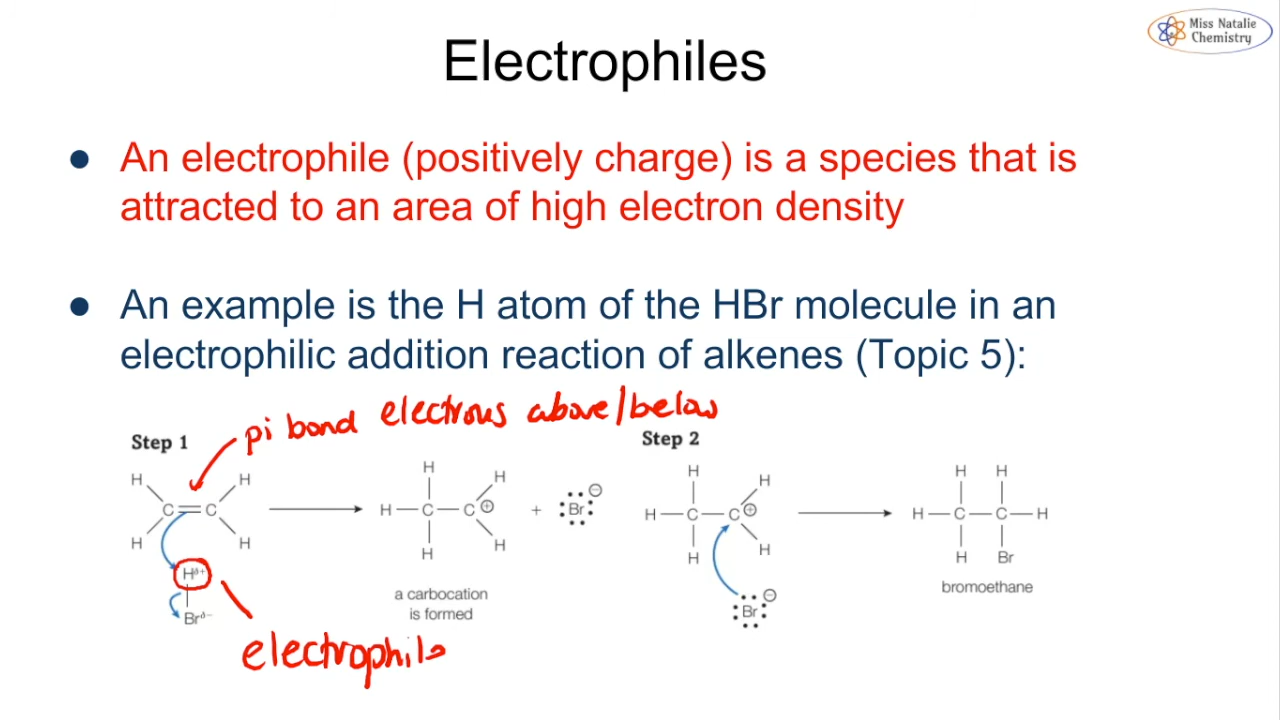 Miss Natalie
Chemistry
Electrophiles
● An electrophile (positively charge) is a species that is
attracted to an area of high electron density
● An example is the H atom of the HBr molecule in an
electrophilic addition reaction of alkenes (Topic 5):
pi bond electrons above/below
Step 1
H H
C=C
H H
Hδ+
Brδ−
H H
H—C—C⊕
H H
+ :Br: ⊖
a carbocation
is formed
electrophile
Step 2
H H
H—C—C⊕
H H
:Br: ⊖
H H
H—C—C—H
H Br
bromoethane